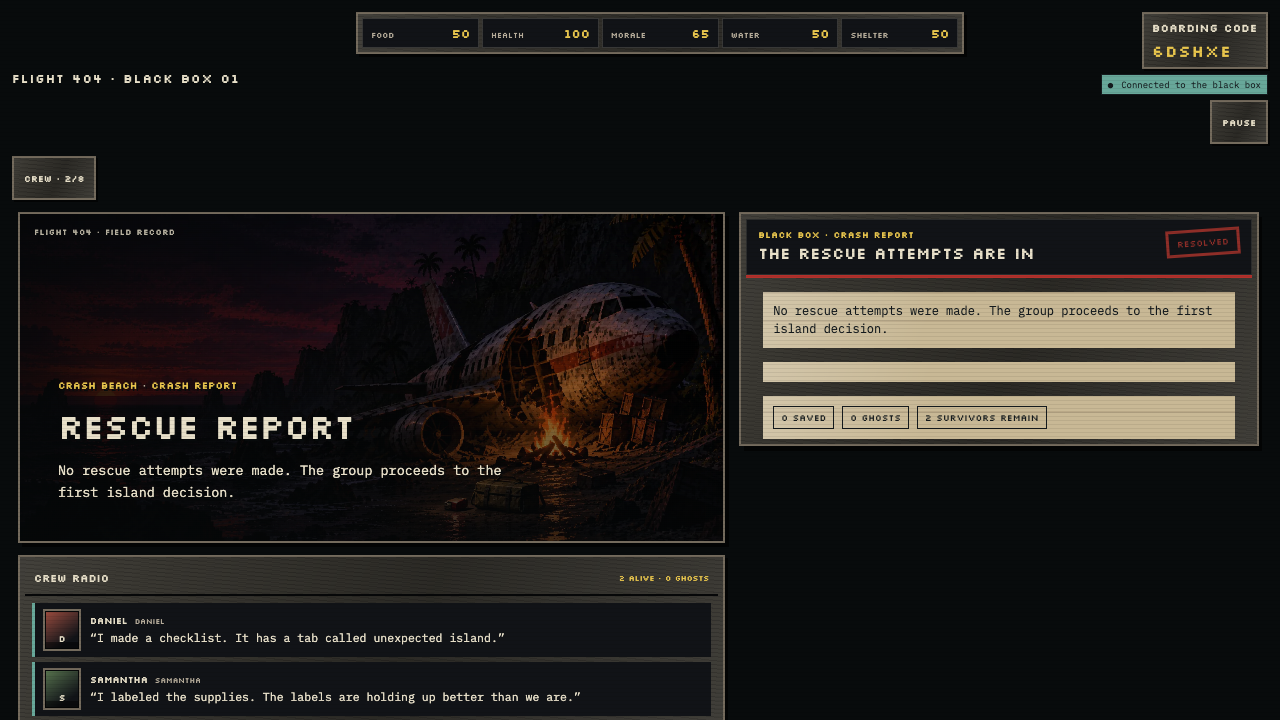 FOOD 50 HEALTH 100 MORALE 65 WATER 50 SHELTER 50
BOARDING CODE
6DSHXE
FLIGHT 404 · BLACK BOX 01
● Connected to the black box
PAUSE
CREW · 2/8
FLIGHT 404 · FIELD RECORD
CRASH BEACH · CRASH REPORT
RESCUE REPORT
No rescue attempts were made. The group proceeds to the
first island decision.
BLACK BOX · CRASH REPORT
THE RESCUE ATTEMPTS ARE IN
RESOLVED
No rescue attempts were made. The group proceeds to the first
island decision.
0 SAVED 0 GHOSTS 2 SURVIVORS REMAIN
CREW RADIO
2 ALIVE · 0 GHOSTS
D
DANIEL DANIEL
“I made a checklist. It has a tab called unexpected island.”
S
SAMANTHA SAMANTHA
“I labeled the supplies. The labels are holding up better than we are.”